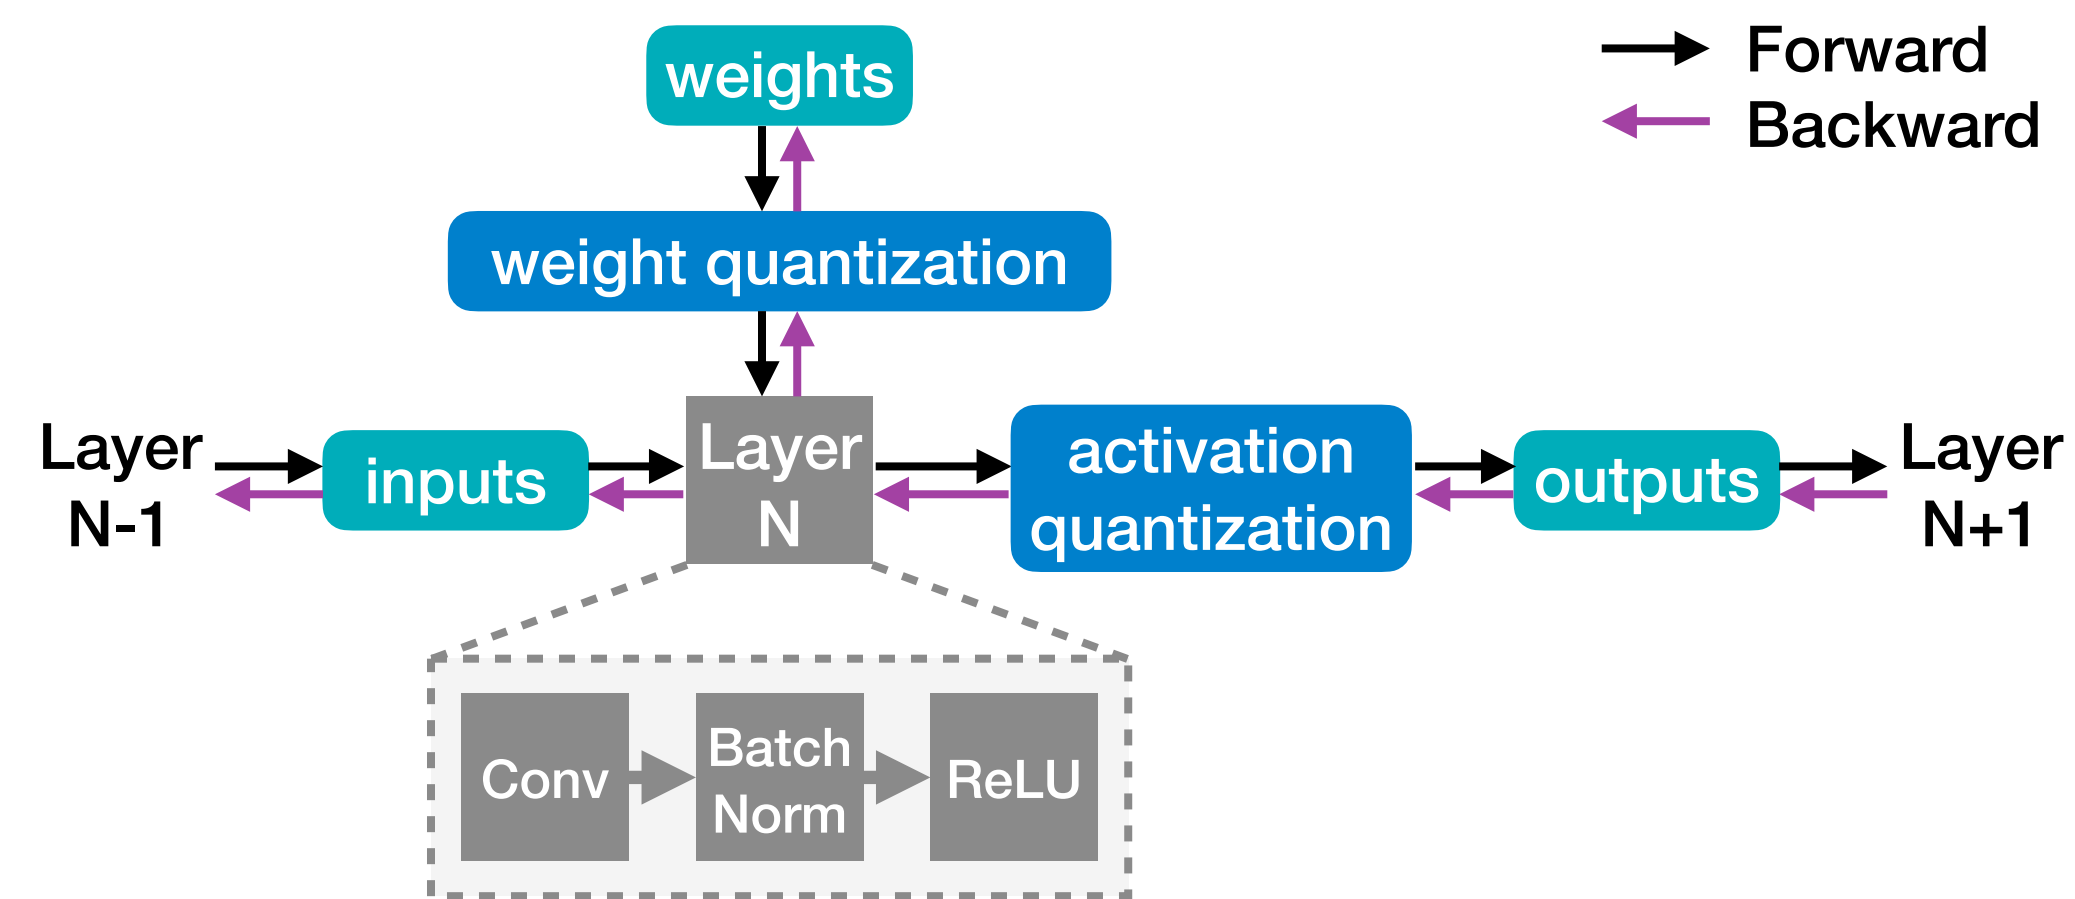 weights
Forward
Backward
weight quantization
Layer
N-1
inputs
Layer
N
activation
quantization
outputs
Layer
N+1
Conv
Batch
Norm
ReLU